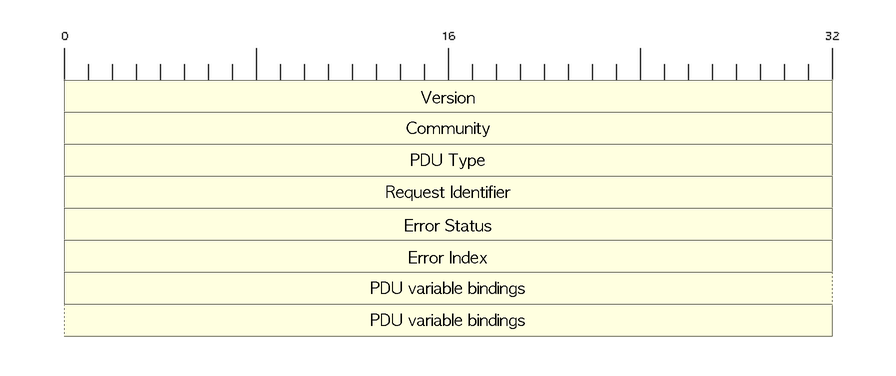 0 16 32
Version
Community
PDU Type
Request Identifier
Error Status
Error Index
PDU variable bindings
PDU variable bindings